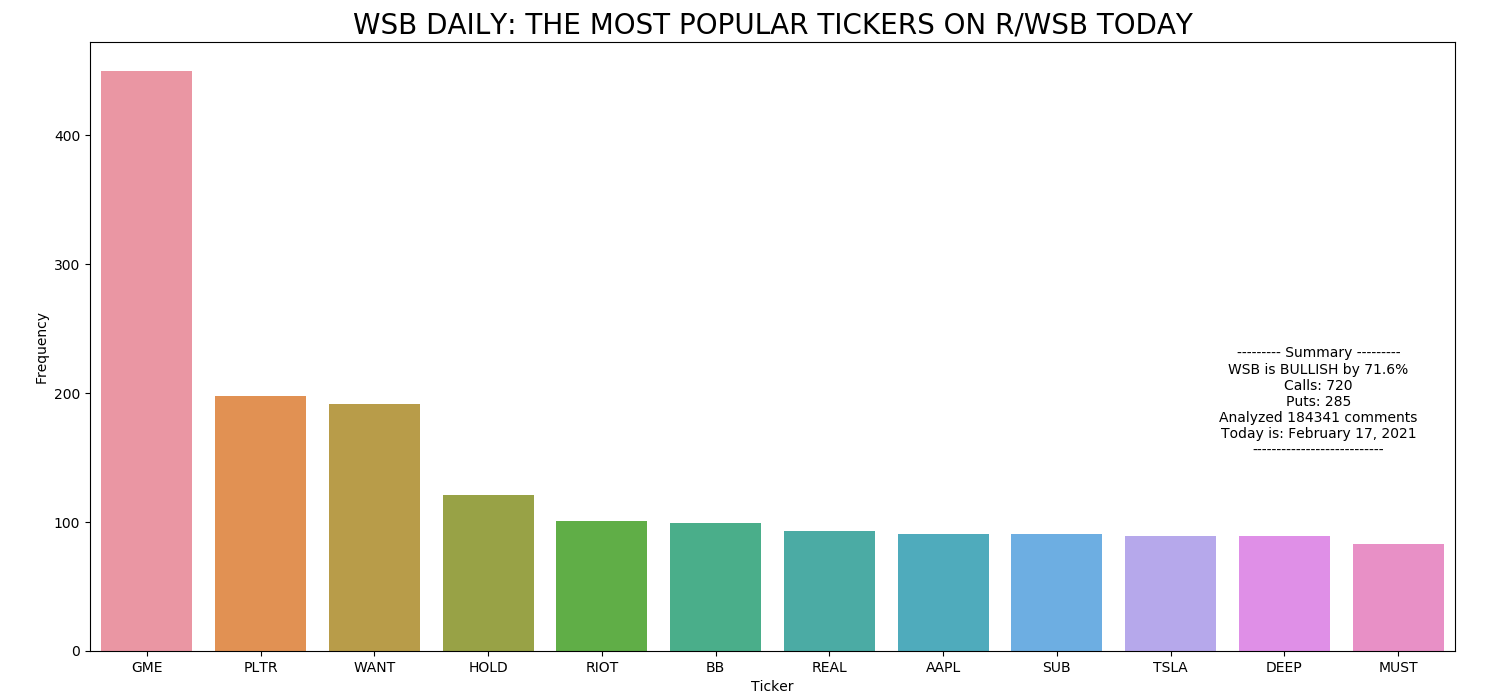 WSB DAILY: THE MOST POPULAR TICKERS ON R/WSB TODAY
400
300
200
100
0
Frequency
--------- Summary ---------
WSB is BULLISH by 71.6%
Calls: 720
Puts: 285
Analyzed 184341 comments
Today is: February 17, 2021
---------------------------
GME PLTR WANT HOLD RIOT BB REAL AAPL SUB TSLA DEEP MUST
Ticker